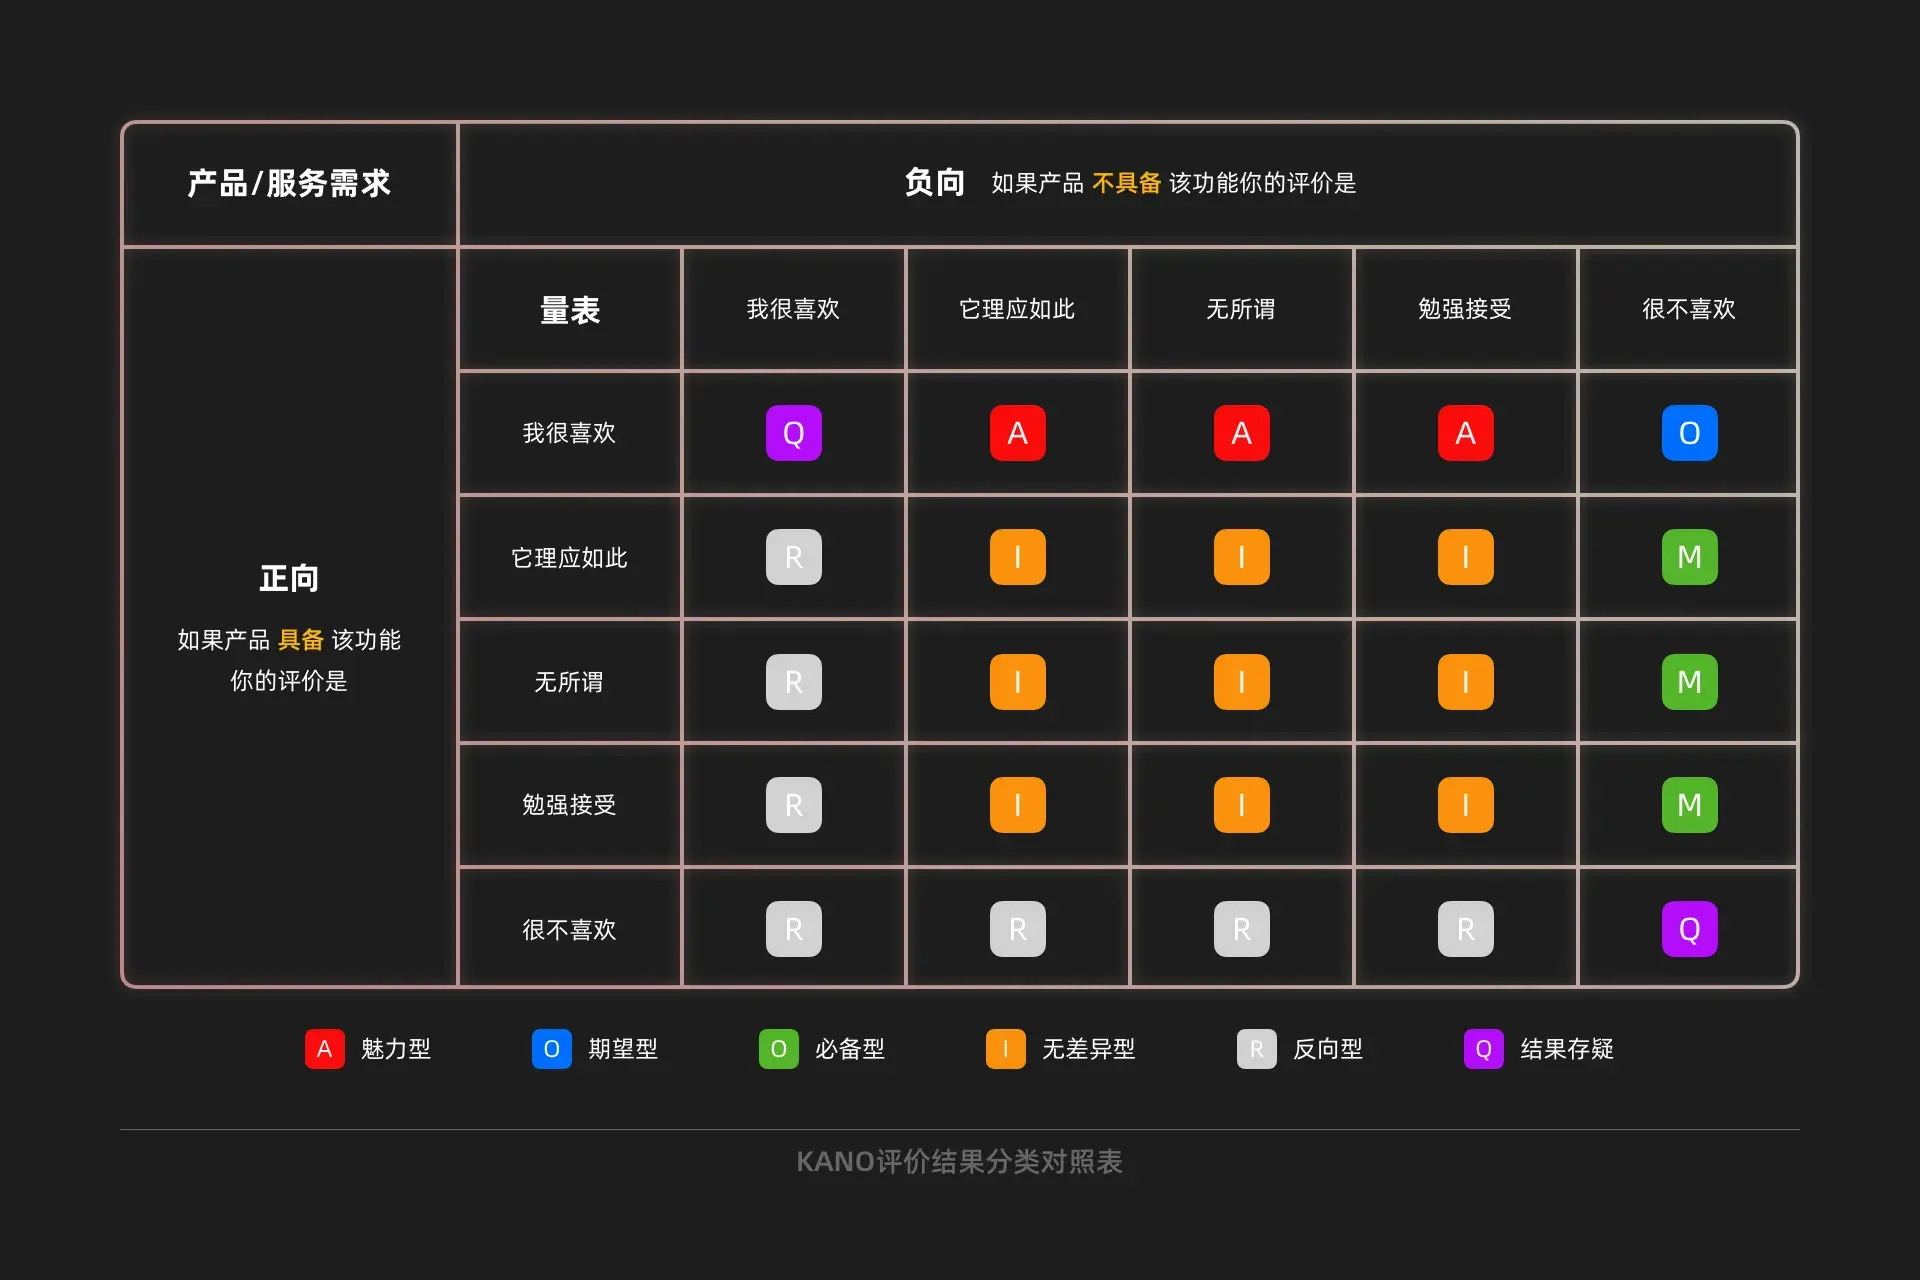 产品/服务需求
负向 如果产品 不具备 该功能你的评价是
量表 我很喜欢 它理应如此 无所谓 勉强接受 很不喜欢
我很喜欢 Q A A A O
它理应如此 R I I I M
正向
如果产品 具备 该功能
你的评价是
无所谓 R I I I M
勉强接受 R I I I M
很不喜欢 R R R R Q
A 魅力型 O 期望型 O 必备型 I 无差异型 R 反向型 Q 结果存疑
KANO评价结果分类对照表